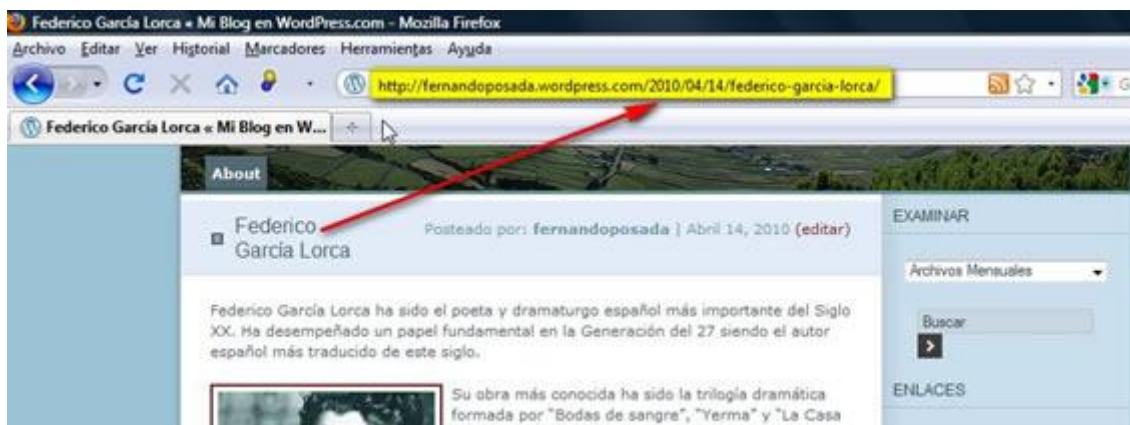 Federico García Lorca « Mi Blog en WordPress.com - Mozilla Firefox
Archivo Editar Ver Historial Marcadores Herramientas Ayuda
http://fernandoposada.wordpress.com/2010/04/14/federico-garcia-lorca/
G
Federico García Lorca « Mi Blog en W...
About
Federico
García Lorca
Posteado por: fernandoposada | Abril 14, 2010 (editar)
Federico García Lorca ha sido el poeta y dramaturgo español más importante del Siglo
XX. Ha desempeñado un papel fundamental en la Generación del 27 siendo el autor
español más traducido de este siglo.
Su obra más conocida ha sido la trilogía dramática
formada por "Bodas de sangre", "Yerma" y "La Casa
EXAMINAR
Archivos Mensuales
Buscar
ENLACES